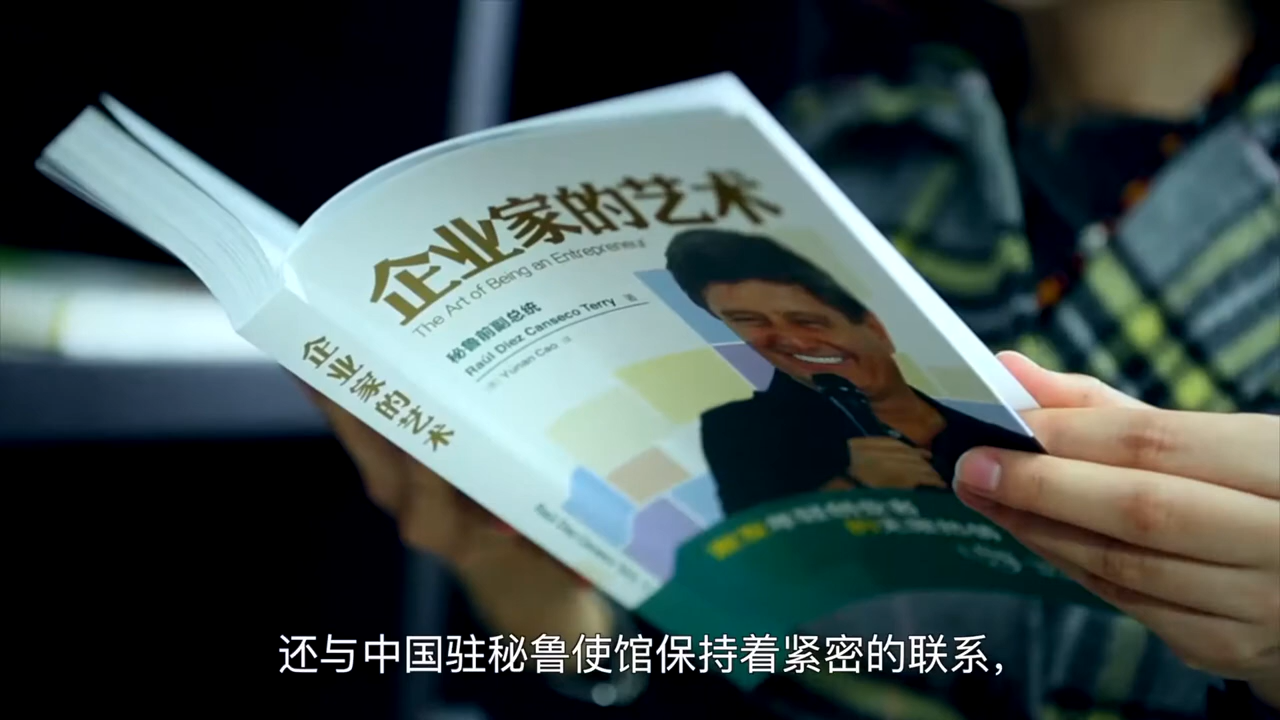 企业家的艺术
The Art of Being an Entrepreneur
秘鲁前副总统
Raúl Diez Canseco Terry 著
Yunan Cao 译
企业家的艺术
还与中国驻秘鲁使馆保持着紧密的联系,